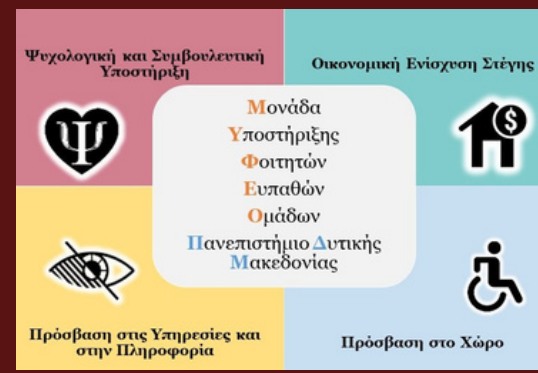 Ψυχολογική και Συμβουλευτική
Υποστήριξη
Οικονομική Ενίσχυση Στέγης
Μονάδα
Υποστήριξης
Φοιτητών
Ευπαθών
Ομάδων
Πανεπιστήμιο Δυτικής
Μακεδονίας
Πρόσβαση στις Υπηρεσίες και
στην Πληροφορία
Πρόσβαση στο Χώρο